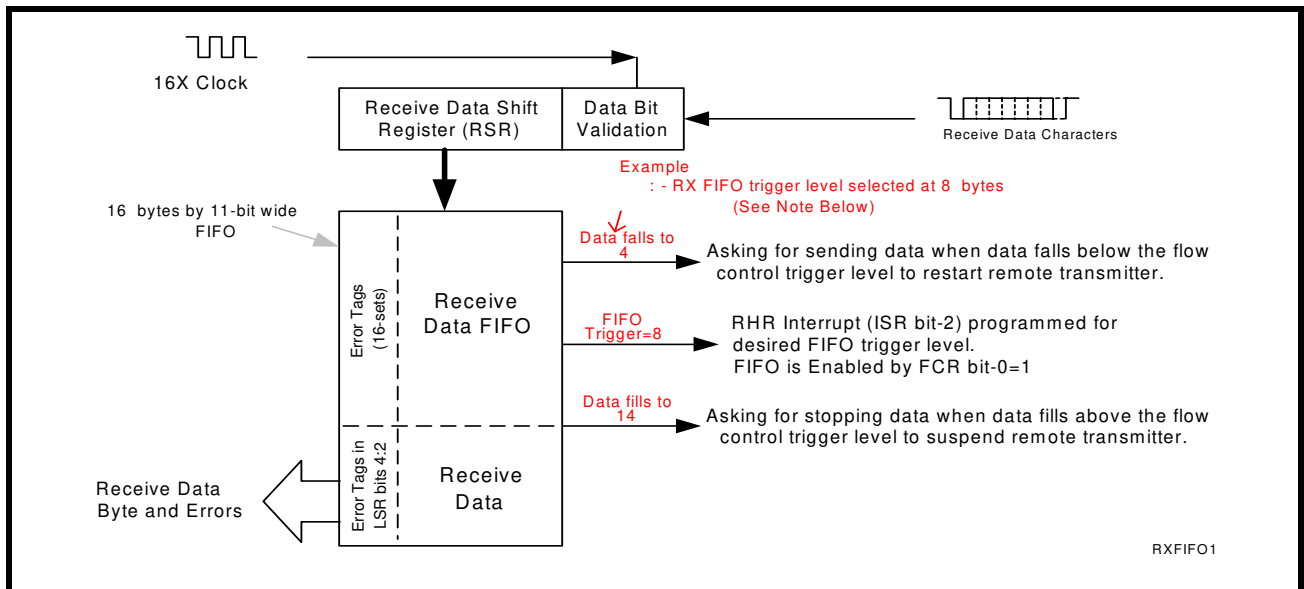 16X Clock
Receive Data Shift
Register (RSR)
Data Bit
Validation
Receive Data Characters
Example
: - RX FIFO trigger level selected at 8 bytes
(See Note Below)
16 bytes by 11-bit wide
FIFO
Error Tags
(16-sets)
Receive
Data FIFO
Data falls to
4
Asking for sending data when data falls below the flow
control trigger level to restart remote transmitter.
FIFO
Trigger=8
RHR Interrupt (ISR bit-2) programmed for
desired FIFO trigger level.
FIFO is Enabled by FCR bit-0=1
Data fills to
14
Asking for stopping data when data fills above the flow
control trigger level to suspend remote transmitter.
Error Tags in
LSR bits 4:2
Receive
Data
Receive Data
Byte and Errors
RXFIFO1